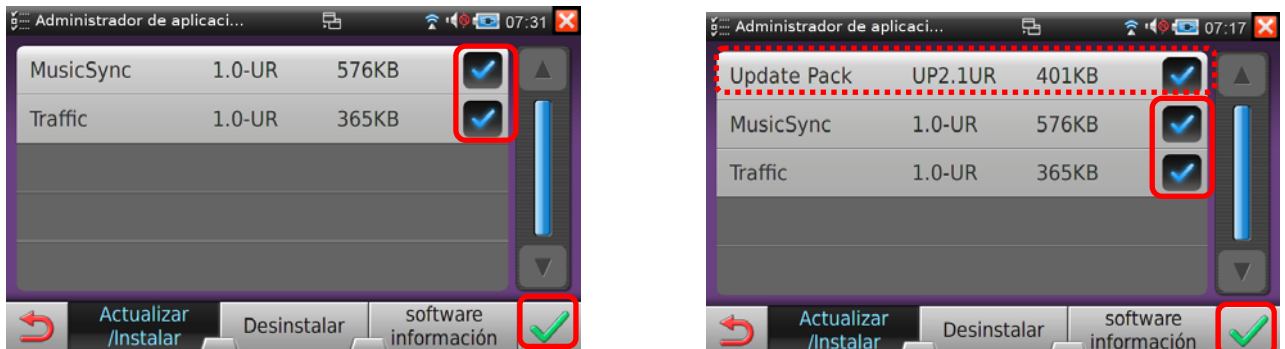 Administrador de aplicaci... 07:31
MusicSync 1.0-UR 576KB
Traffic 1.0-UR 365KB
Actualizar
/Instalar
Desinstalar
software
información
Administrador de aplicaci... 07:17
Update Pack UP2.1UR 401KB
MusicSync 1.0-UR 576KB
Traffic 1.0-UR 365KB
Actualizar
/Instalar
Desinstalar
software
información